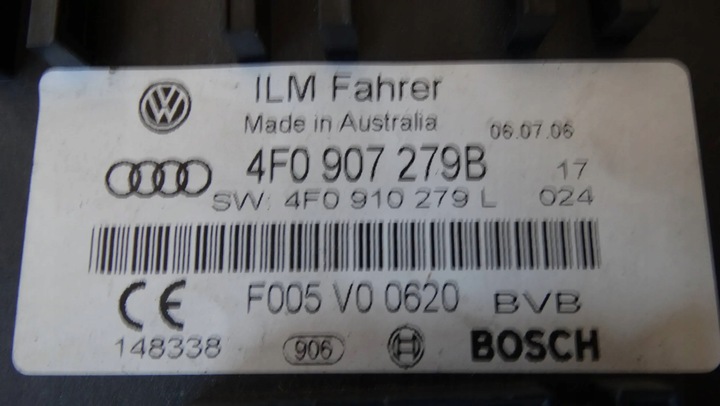 ILM Fahrer
Made in Australia 06.07.06
4F0 907 279B 17
SW: 4F0 910 279 L 024
F005 V0 0620 BVB
148338 906 BOSCH